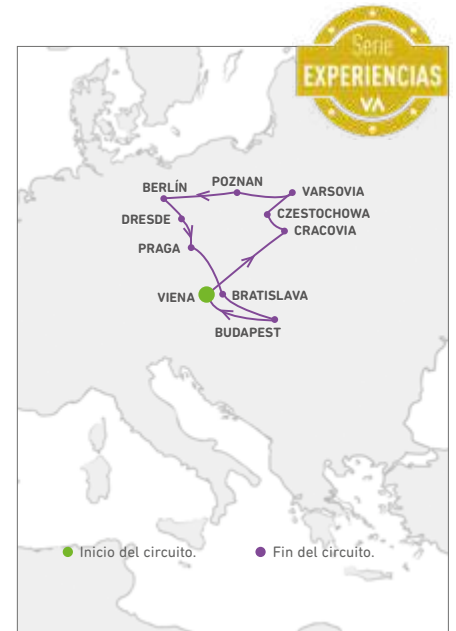 Serie
EXPERIENCIAS
VA
BERLÍN
POZNAN
VARSOVIA
DRESDE
CZESTOCHOWA
CRACOVIA
PRAGA
VIENA
BRATISLAVA
BUDAPEST
Inicio del circuito.
Fin del circuito.